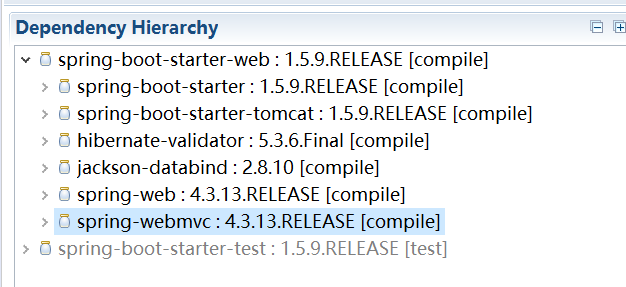 Dependency Hierarchy
spring-boot-starter-web : 1.5.9.RELEASE [compile]
spring-boot-starter : 1.5.9.RELEASE [compile]
spring-boot-starter-tomcat : 1.5.9.RELEASE [compile]
hibernate-validator : 5.3.6.Final [compile]
jackson-databind : 2.8.10 [compile]
spring-web : 4.3.13.RELEASE [compile]
spring-webmvc : 4.3.13.RELEASE [compile]
spring-boot-starter-test : 1.5.9.RELEASE [test]